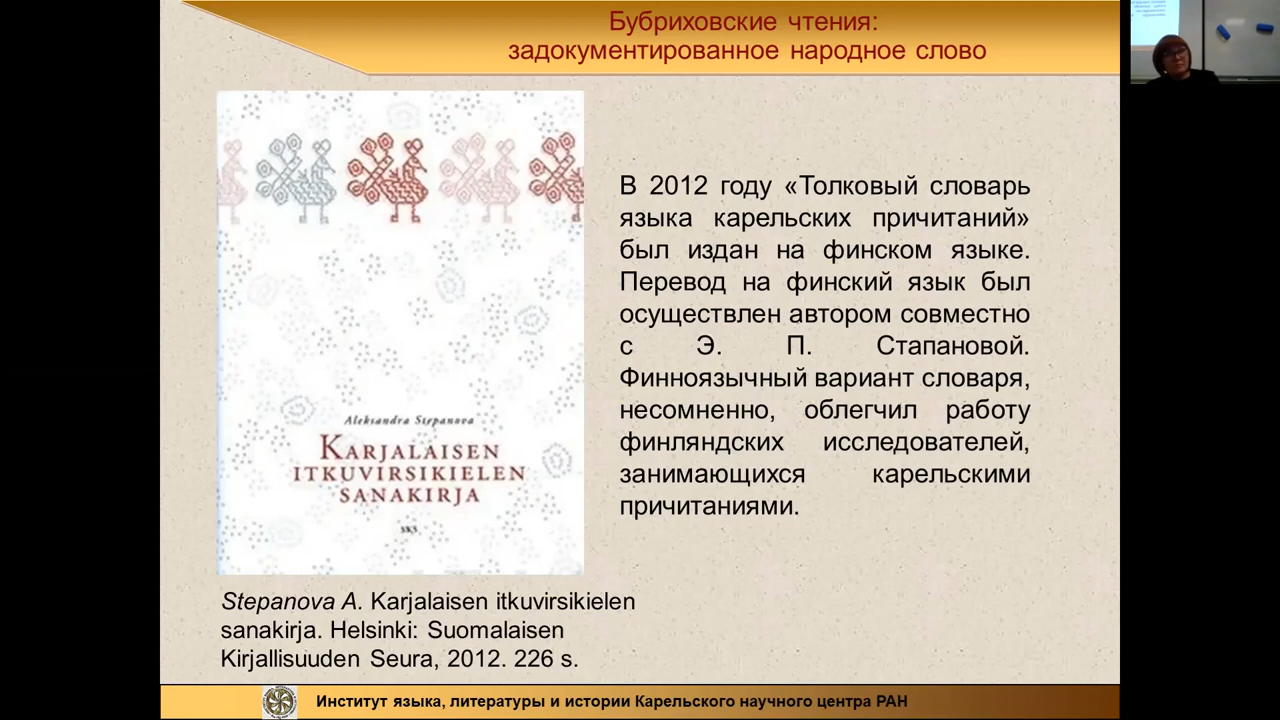 Бубриховские чтения:
задокументированное народное слово
Aleksandra Stepanova
KARJALAISEN
ITKUVIRSIKIELEN
SANAKIRJA
SKS
В 2012 году «Толковый словарь
языка карельских причитаний»
был издан на финском языке.
Перевод на финский язык был
осуществлен автором совместно
с Э. П. Стапановой.
Финноязычный вариант словаря,
несомненно, облегчил работу
финляндских исследователей,
занимающихся карельскими
причитаниями.
Stepanova A. Karjalaisen itkuvirsikielen
sanakirja. Helsinki: Suomalaisen
Kirjallisuuden Seura, 2012. 226 s.
Институт языка, литературы и истории Карельского научного центра РАН